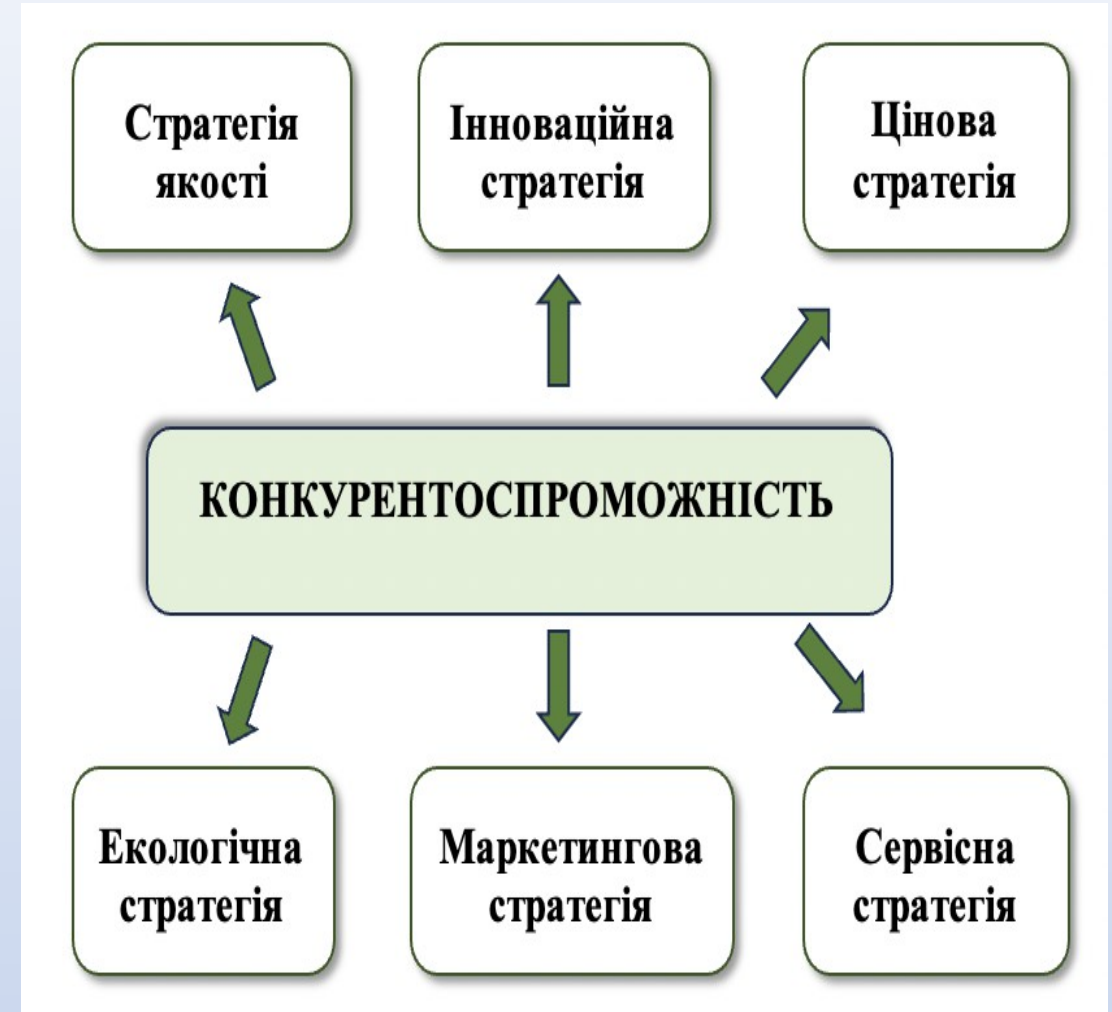 Стратегія
якості
Інноваційна
стратегія
Цінова
стратегія
КОНКУРЕНТОСПРОМОЖНІСТЬ
Екологічна
стратегія
Маркетингова
стратегія
Сервісна
стратегія